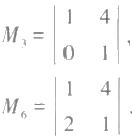 M₃ = | 1 4 |
| 0 1 | ,
M₆ = | 1 4 |
| 2 1 | .